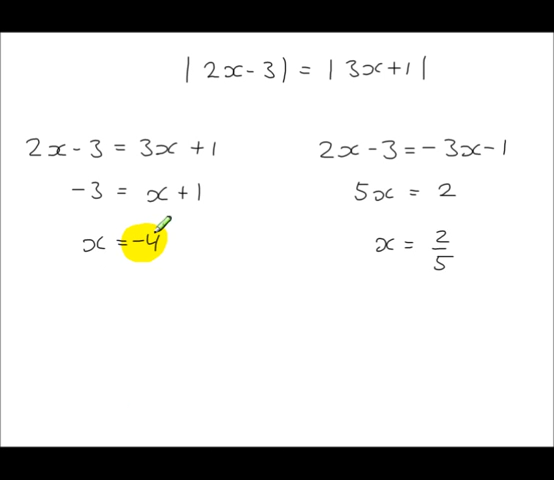 |2x-3| = |3x+1|
2x-3 = 3x+1
-3 = x+1
x = -4
2x-3 = -3x-1
5x = 2
x = 2/5